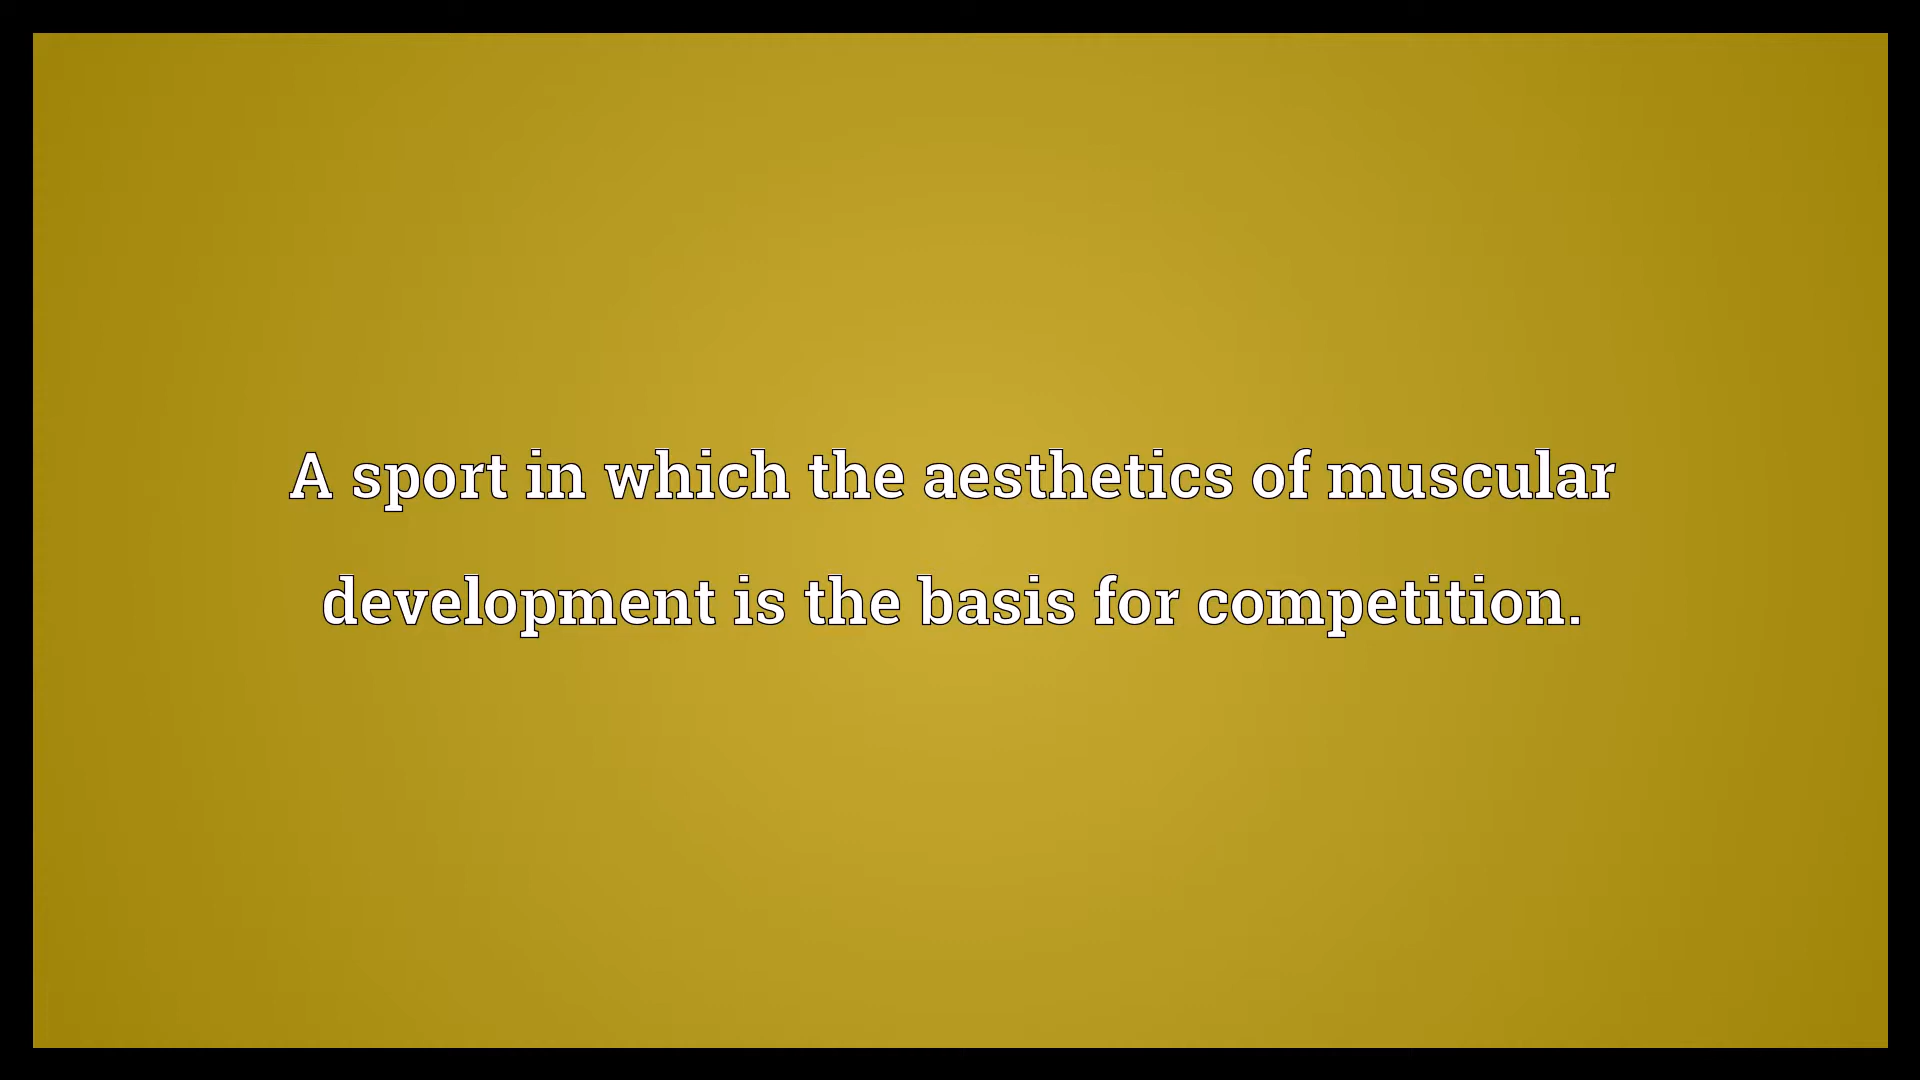 A sport in which the aesthetics of muscular
development is the basis for competition.